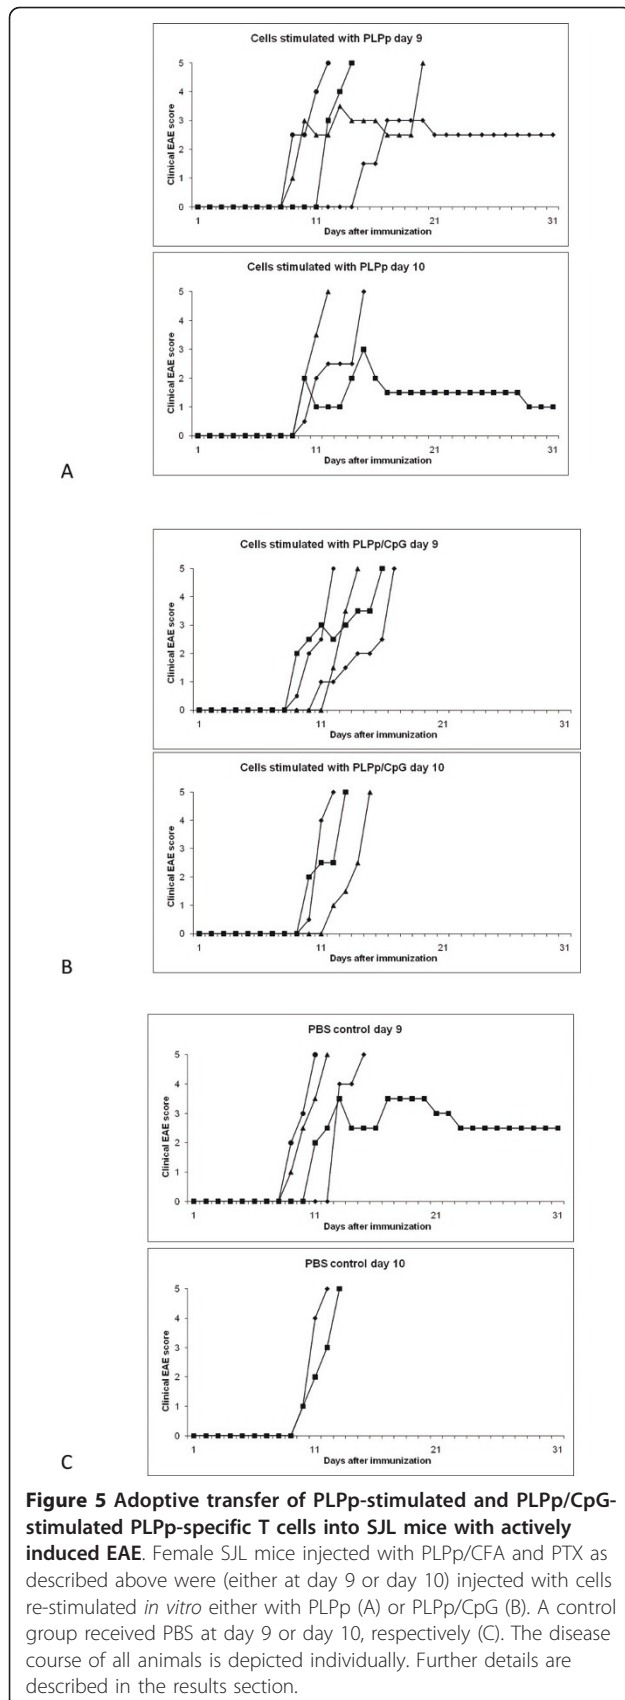 Cells stimulated with PLPp day 9
Clinical EAE score
5
4
3
2
1
0
1 11 21 31
Days after immunization
Cells stimulated with PLPp day 10
Clinical EAE score
5
4
3
2
1
0
1 11 21 31
Days after immunization
A
Cells stimulated with PLPp/CpG day 9
Clinical EAE score
5
4
3
2
1
0
1 11 21 31
Days after immunization
Cells stimulated with PLPp/CpG day 10
Clinical EAE score
5
4
3
2
1
0
1 11 21 31
Days after immunization
B
PBS control day 9
Clinical EAE score
5
4
3
2
1
0
1 11 21 31
Days after immunization
PBS control day 10
Clinical EAE score
5
4
3
2
1
0
1 11 21 31
Days after immunization
C
Figure 5 Adoptive transfer of PLPp-stimulated and PLPp/CpG-
stimulated PLPp-specific T cells into SJL mice with actively
induced EAE. Female SJL mice injected with PLPp/CFA and PTX as
described above were (either at day 9 or day 10) injected with cells
re-stimulated in vitro either with PLPp (A) or PLPp/CpG (B). A control
group received PBS at day 9 or day 10, respectively (C). The disease
course of all animals is depicted individually. Further details are
described in the results section.